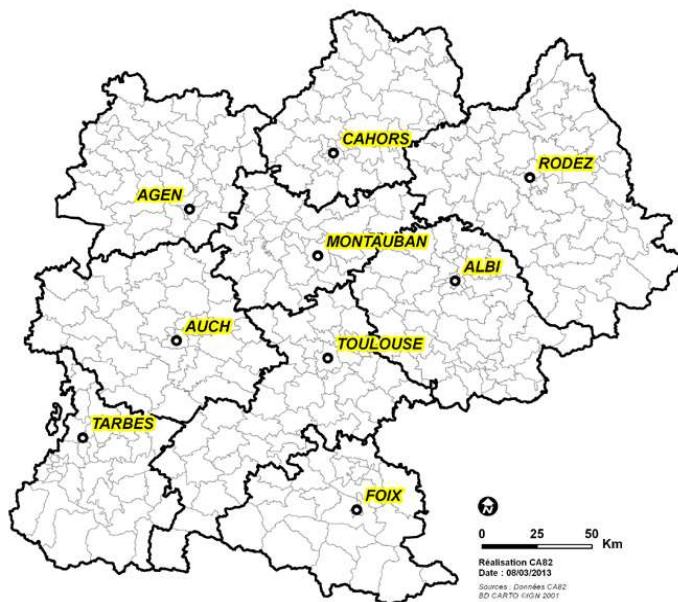 CAHORS
RODEZ
AGEN
MONTAUBAN
ALBI
AUCH
TOULOUSE
TARBES
FOIX
N
0 25 50
Km
Réalisation CA82
Date : 08/03/2013
Sources : Données CA82
BD CARTO ©IGN 2001